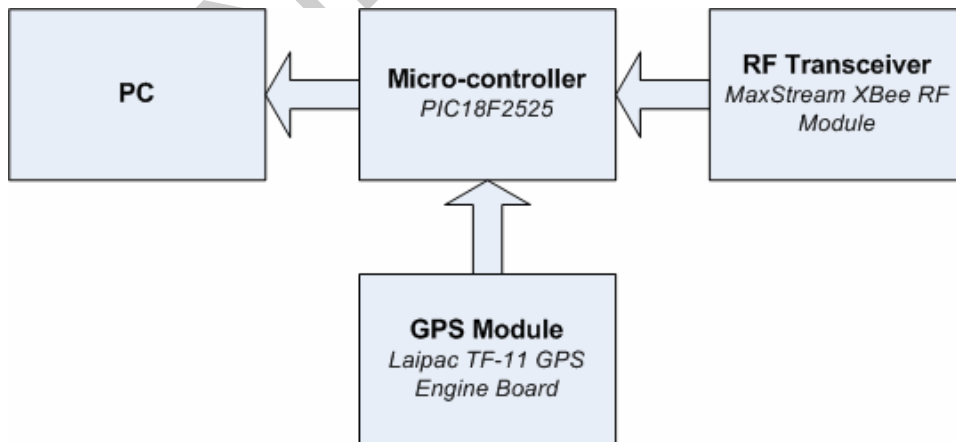 PC
Micro-controller
PIC18F2525
RF Transceiver
MaxStream XBee RF
Module
GPS Module
Laipac TF-11 GPS
Engine Board